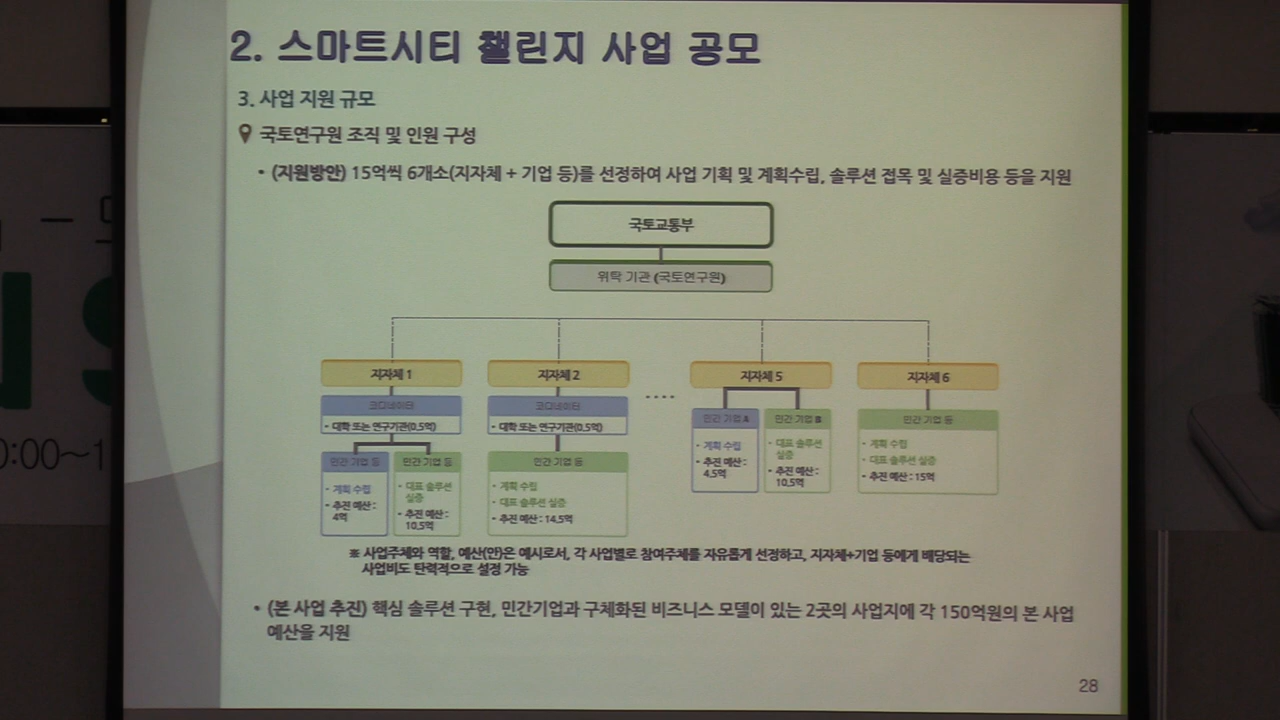 2. 스마트시티 챌린지 사업 공모
3. 사업 지원 규모
국토연구원 조직 및 인원 구성
• (지원방안) 15억씩 6개소(지자체 + 기업 등)를 선정하여 사업 기획 및 계획수립, 솔루션 접목 및 실증비용 등을 지원
국토교통부
위탁 기관 (국토연구원)
지자체 1
코디네이터
• 대학 또는 연구기관(0.5억)
민간 기업 등
• 계획 수립
• 추진 예산 :
4억
민간 기업 등
• 대표 솔루션
실증
• 추진 예산 :
10.5억
지자체 2
코디네이터
• 대학 또는 연구기관(0.5억)
민간 기업 등
• 계획 수립
• 대표 솔루션 실증
• 추진 예산 : 14.5억
....
지자체 5
민간 기업 A
• 계획 수립
• 추진 예산 :
4.5억
민간 기업 B
• 대표 솔루션
실증
• 추진 예산 :
10.5억
지자체 6
민간 기업 등
• 계획 수립
• 대표 솔루션 실증
• 추진 예산 : 15억
※ 사업주체와 역할, 예산(안)은 예시로서, 각 사업별로 참여주체를 자유롭게 선정하고, 지자체+기업 등에게 배당되는
사업비도 탄력적으로 설정 가능
• (본 사업 추진) 핵심 솔루션 구현, 민간기업과 구체화된 비즈니스 모델이 있는 2곳의 사업지에 각 150억원의 본 사업
예산을 지원
28
0:00~1